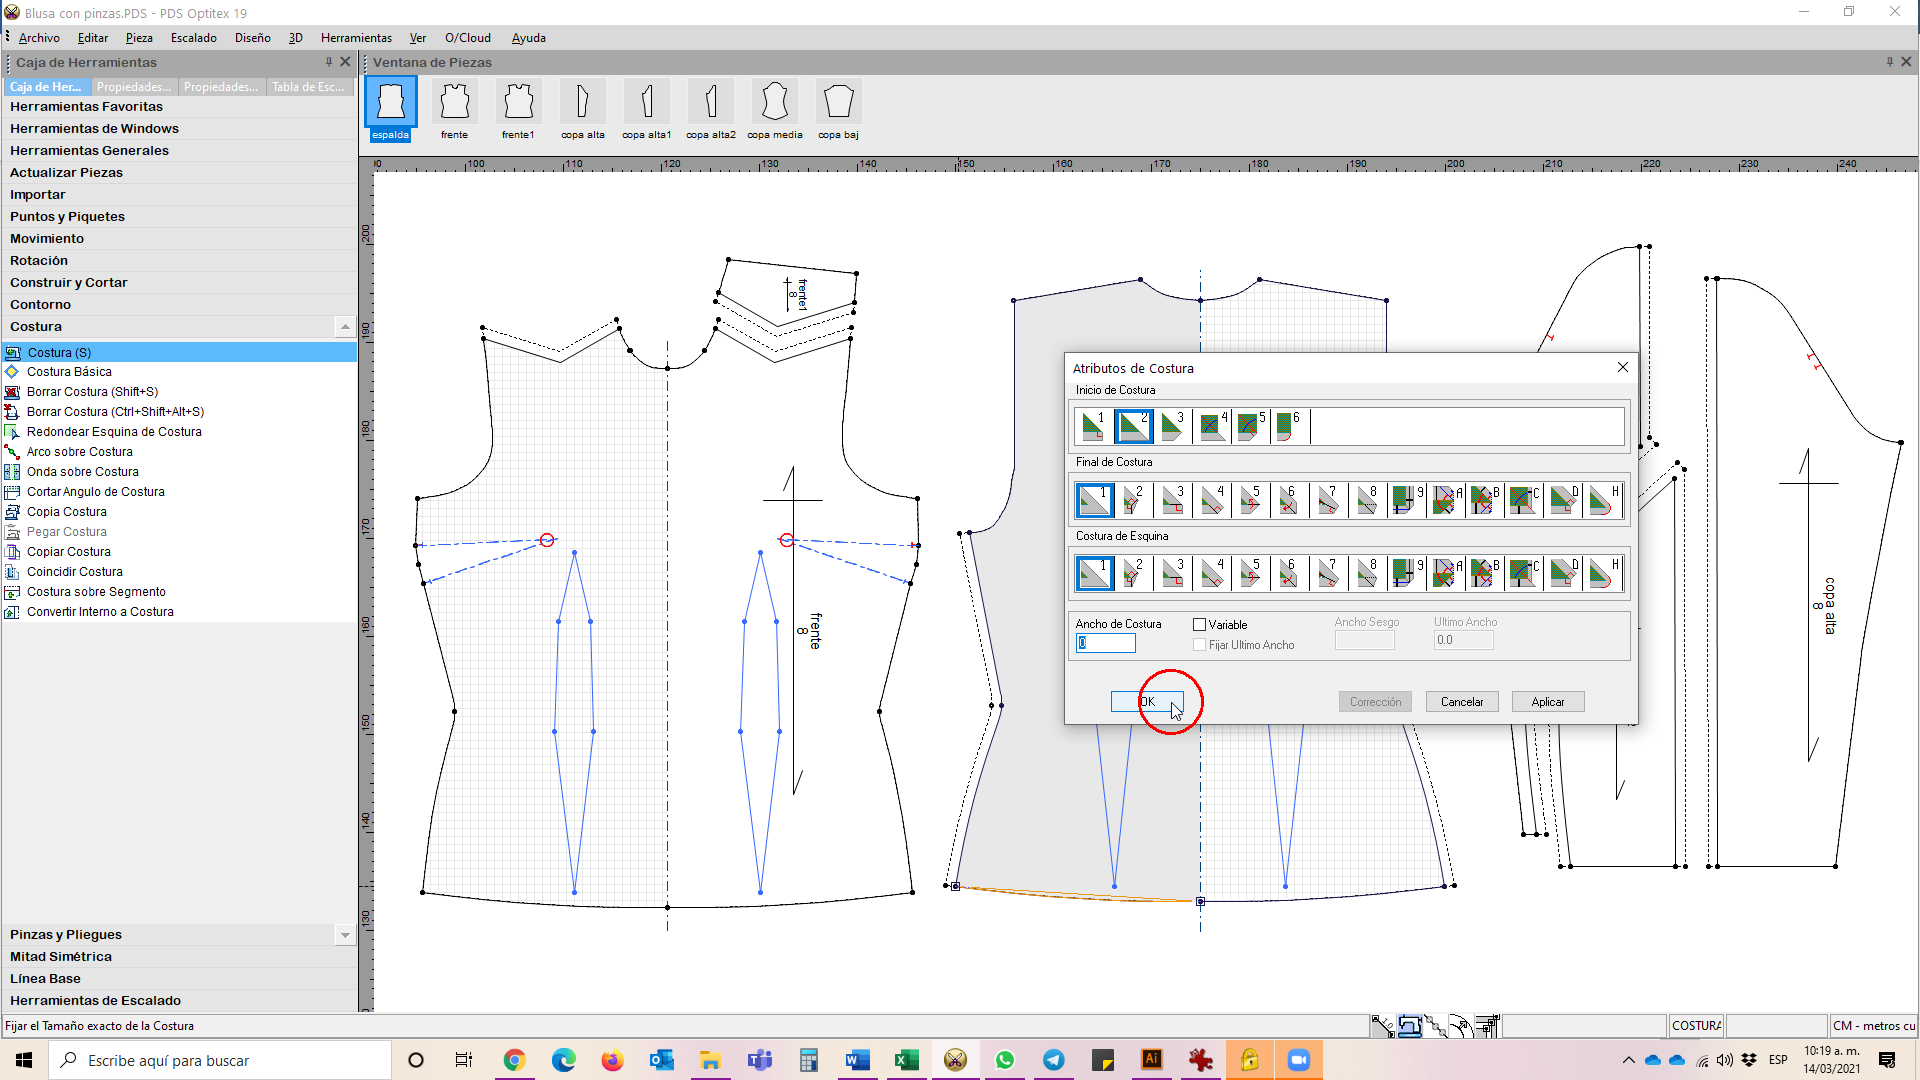 Blusa con pinzas.PDS - PDS Optitex 19
Archivo Editar Pieza Escalado Diseño 3D Herramientas Ver O/Cloud Ayuda
Caja de Herramientas
Caja de Her... Propiedades... Propiedades... Tabla de Esc...
Herramientas Favoritas
Herramientas de Windows
Herramientas Generales
Actualizar Piezas
Importar
Puntos y Piquetes
Movimiento
Rotación
Construir y Cortar
Contorno
Costura
Costura (S)
Costura Básica
Borrar Costura (Shift+S)
Borrar Costura (Ctrl+Shift+Alt+S)
Redondear Esquina de Costura
Arco sobre Costura
Onda sobre Costura
Cortar Angulo de Costura
Copia Costura
Pegar Costura
Copiar Costura
Coincidir Costura
Costura sobre Segmento
Convertir Interno a Costura
Pinzas y Pliegues
Mitad Simétrica
Línea Base
Herramientas de Escalado
Ventana de Piezas
espalda frente frente1 copa alta copa alta1 copa alta2 copa media copa baj
100 110 120 130 140 150 160 170 180 190 200 210 220 230 240
200
190
180
170
160
150
140
130
frente1
8
frente
8
copa alta
8
Atributos de Costura
Inicio de Costura
1 2 3 4 5 6
Final de Costura
1 2 3 4 5 6 7 8 9 A B C D H
Costura de Esquina
1 2 3 4 5 6 7 8 9 A B C D H
Ancho de Costura
0
Variable
Fijar Ultimo Ancho
Ancho Sesgo
Ultimo Ancho
0.0
OK Corrección Cancelar Aplicar
Fijar el Tamaño exacto de la Costura
COSTURA
CM - metros cu
Escribe aquí para buscar
ESP
10:19 a. m.
14/03/2021